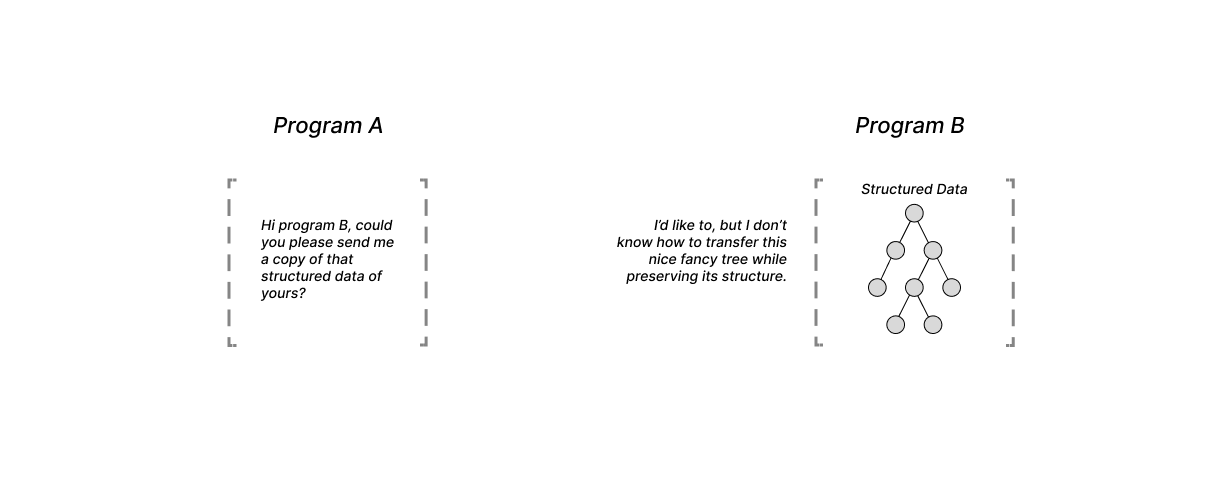 Program A
Program B
Hi program B, could
you please send me
a copy of that
structured data of
yours?
I’d like to, but I don’t
know how to transfer this
nice fancy tree while
preserving its structure.
Structured Data